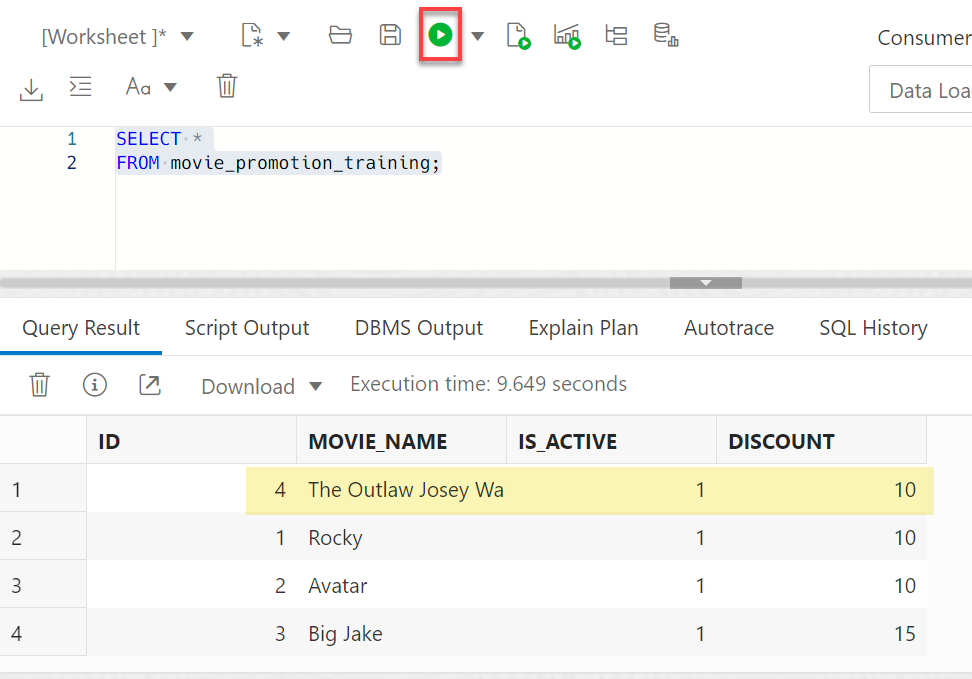 [Worksheet ]*
Consumer
Aa
Data Loa
1 SELECT *
2 FROM movie_promotion_training;
Query Result Script Output DBMS Output Explain Plan Autotrace SQL History
Download Execution time: 9.649 seconds
ID MOVIE_NAME IS_ACTIVE DISCOUNT
1 4 The Outlaw Josey Wa 1 10
2 1 Rocky 1 10
3 2 Avatar 1 10
4 3 Big Jake 1 15